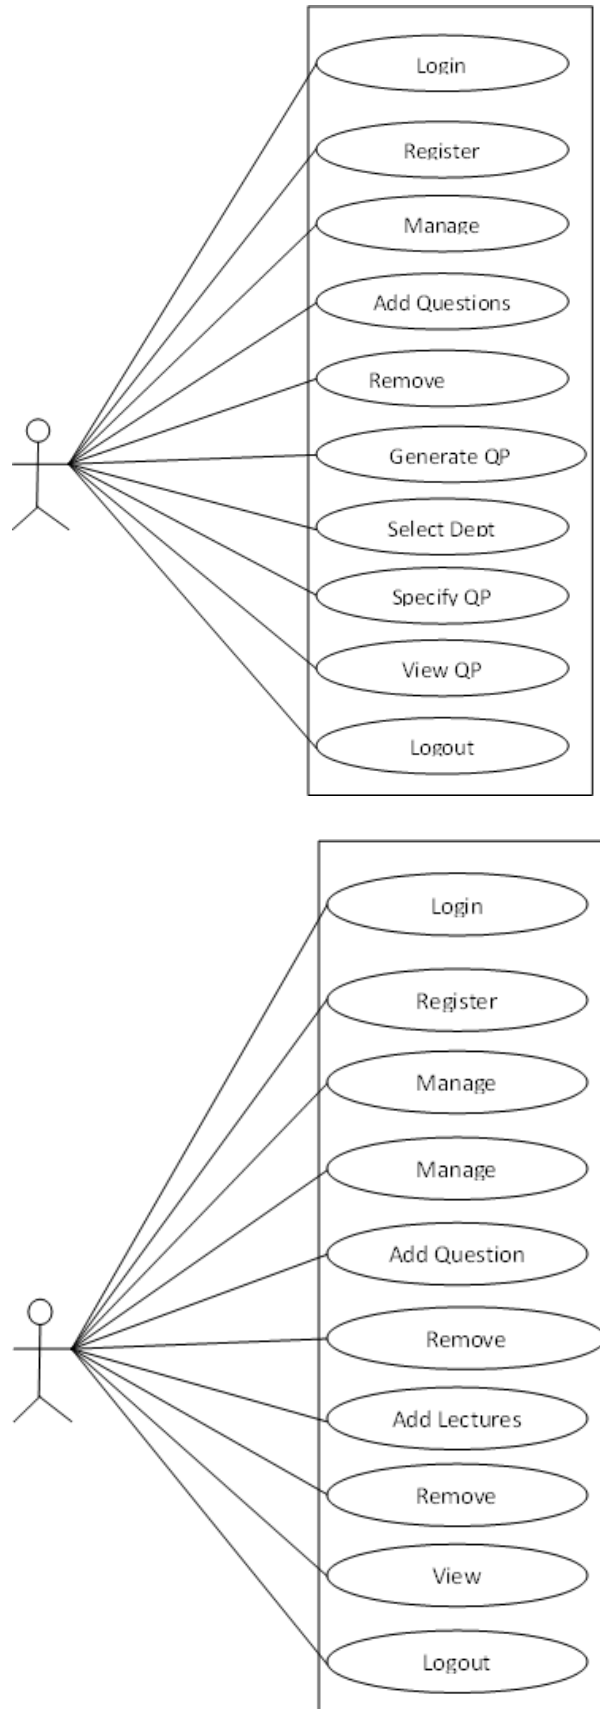 Login
Register
Manage
Add Questions
Remove
Generate QP
Select Dept
Specify QP
View QP
Logout
Login
Register
Manage
Manage
Add Question
Remove
Add Lectures
Remove
View
Logout